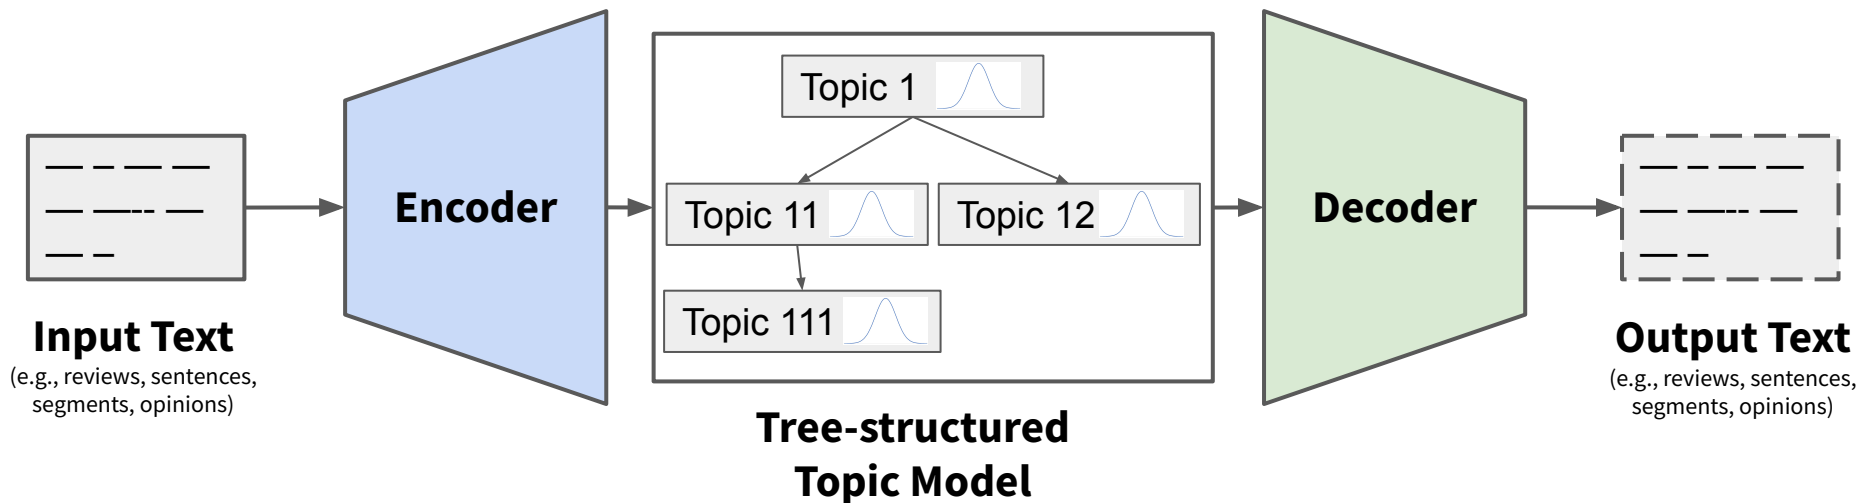 Input Text
(e.g., reviews, sentences,
segments, opinions)
Encoder
Topic 1
Topic 11
Topic 12
Topic 111
Tree-structured
Topic Model
Decoder
Output Text
(e.g., reviews, sentences,
segments, opinions)